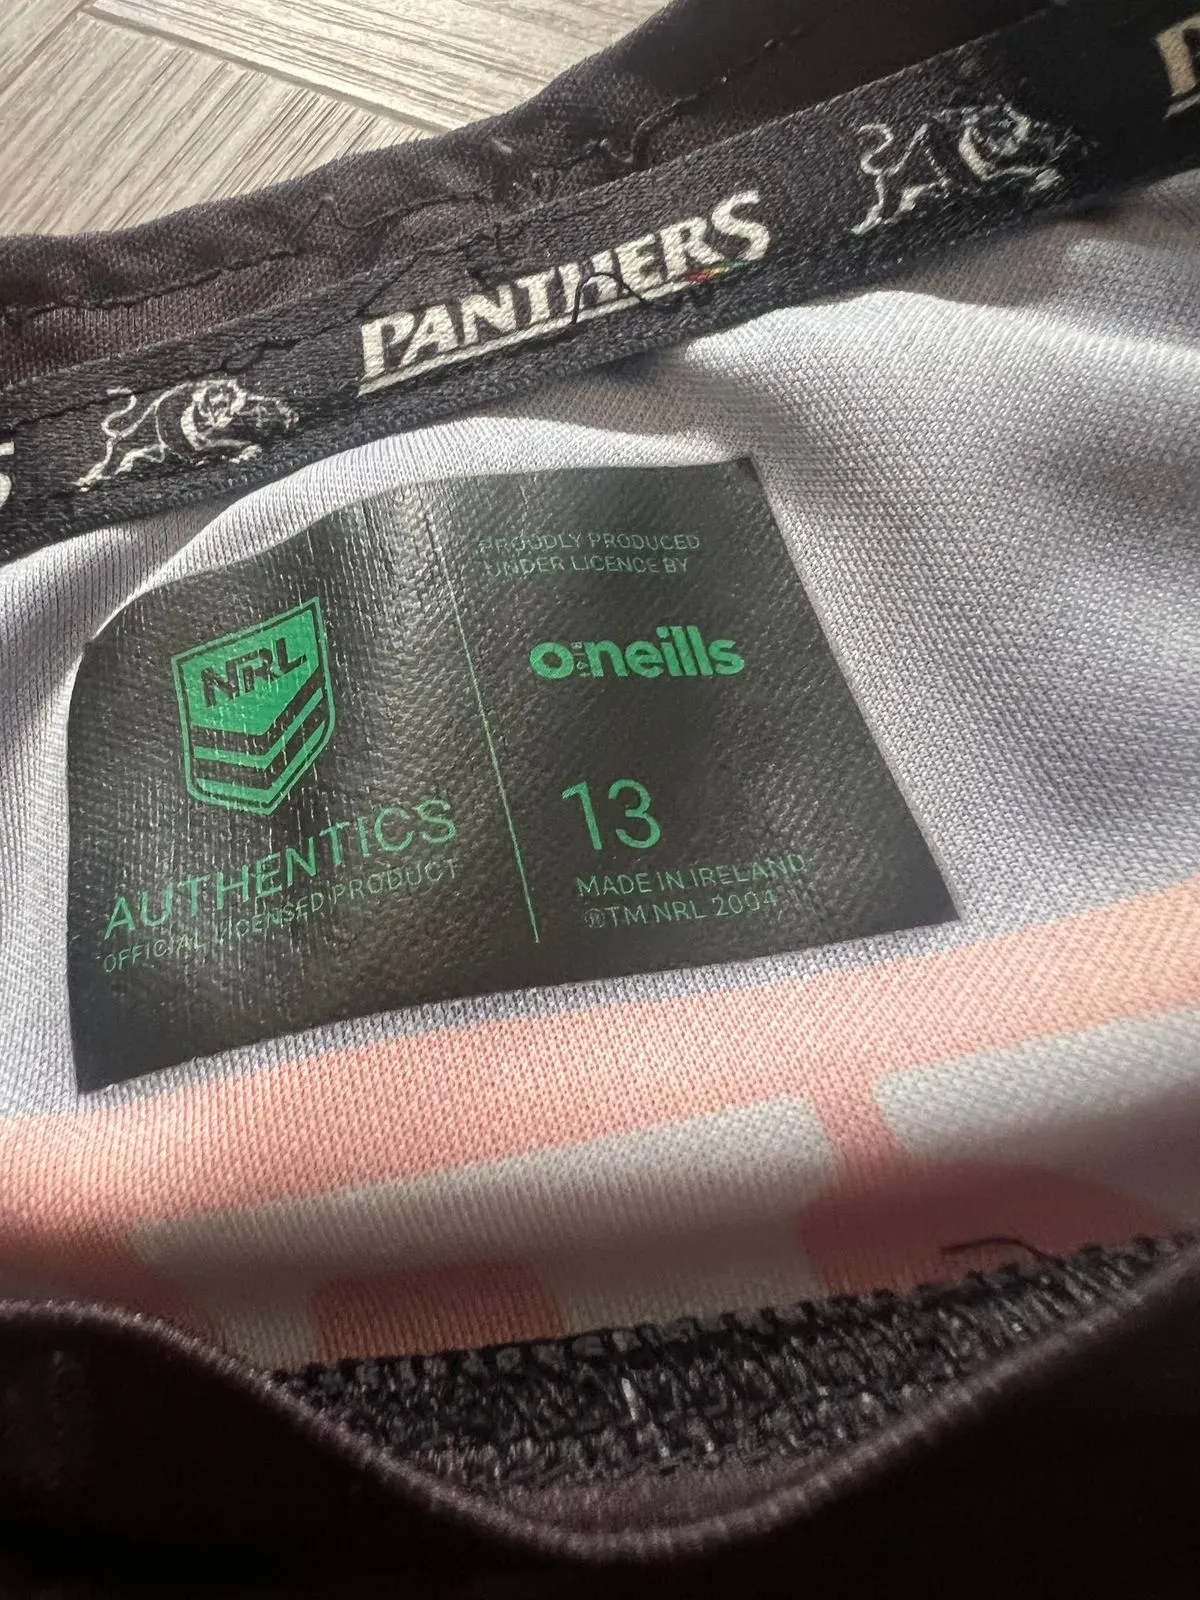 PANTHERS
NRL
AUTHENTICS
OFFICIAL LICENSED PRODUCT
PROUDLY PRODUCED
UNDER LICENCE BY
o'neills
13
MADE IN IRELAND
®TM NRL 2004